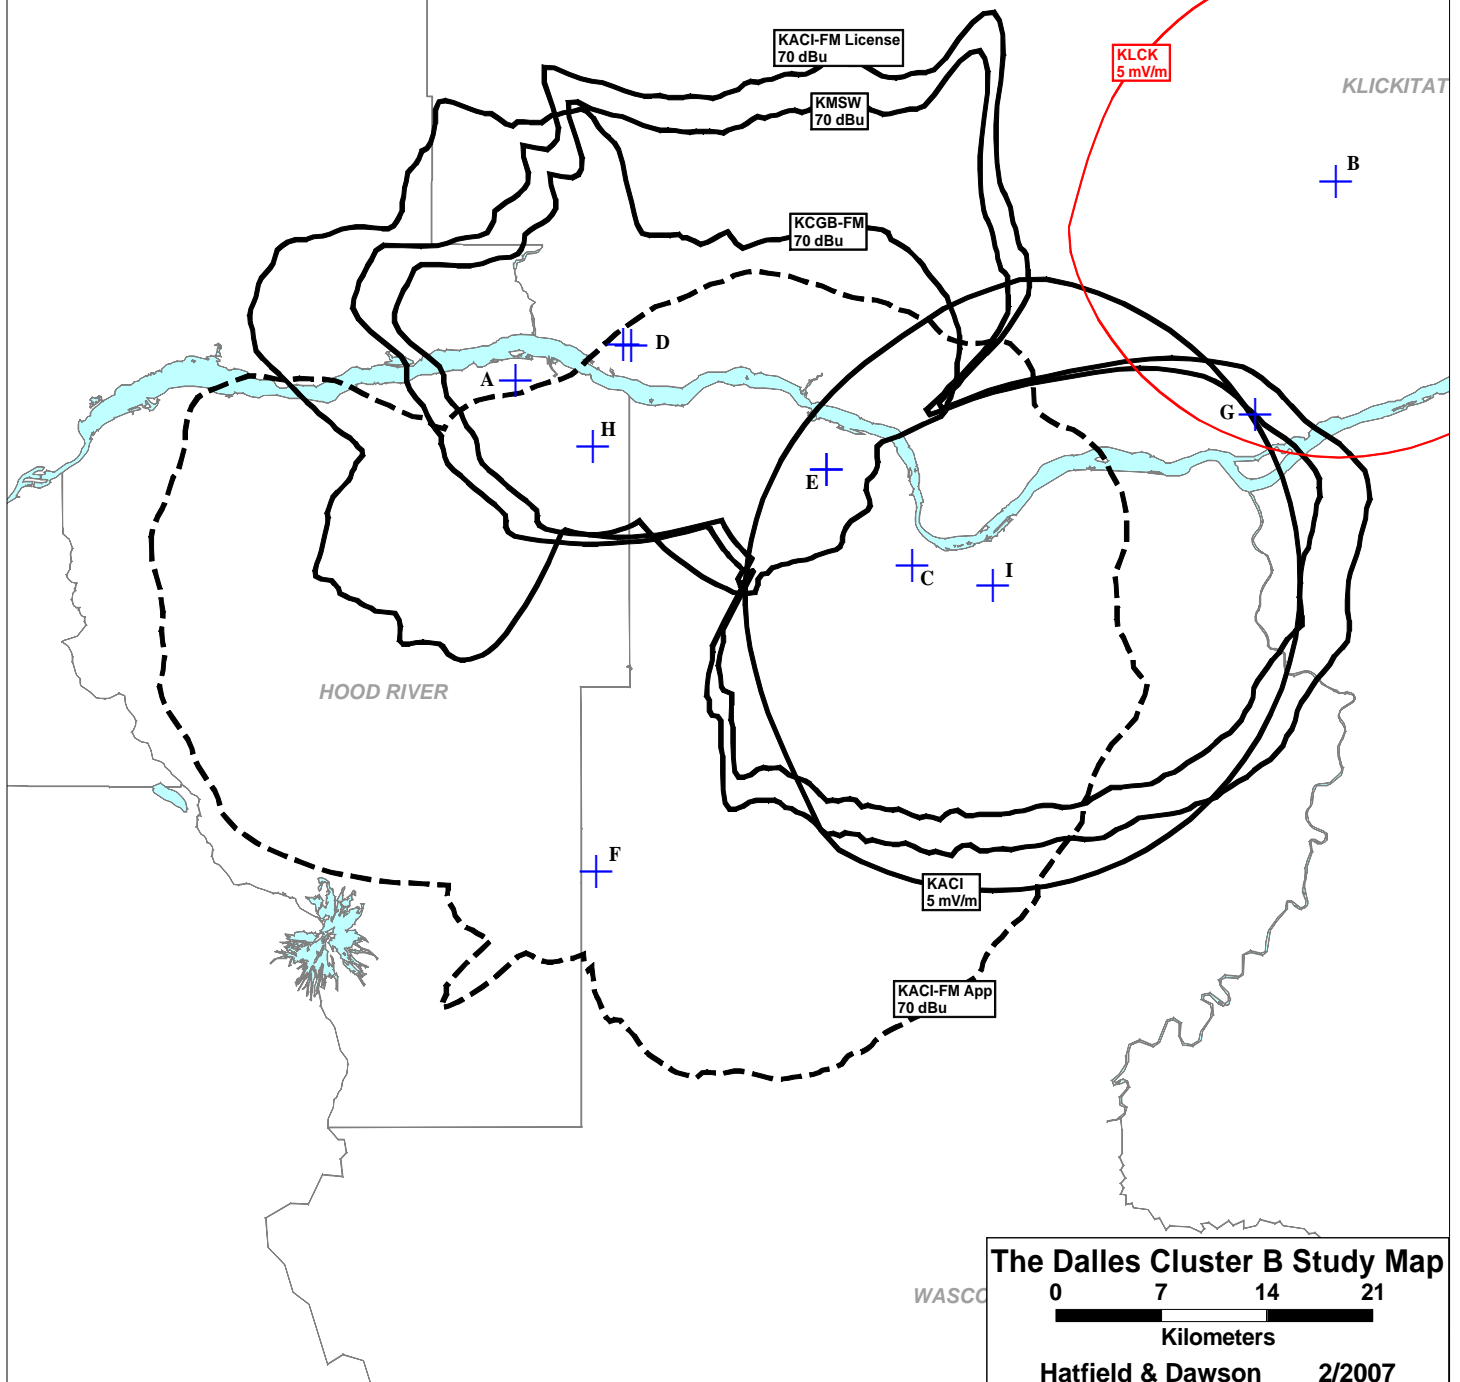 KACI-FM License
70 dBu
KLCK
5 mV/m
KLICKITAT
KMSW
70 dBu
B
KCGB-FM
70 dBu
D
A
G
H
E
C
I
HOOD RIVER
F
KACI
5 mV/m
KACI-FM App
70 dBu
The Dalles Cluster B Study Map
0 7 14 21
WASCO
Kilometers
Hatfield & Dawson 2/2007